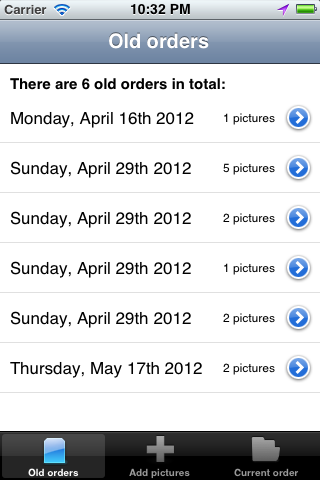 Carrier 10:32 PM
Old orders
There are 6 old orders in total:
Monday, April 16th 2012 1 pictures
Sunday, April 29th 2012 5 pictures
Sunday, April 29th 2012 2 pictures
Sunday, April 29th 2012 1 pictures
Sunday, April 29th 2012 2 pictures
Thursday, May 17th 2012 2 pictures
Old orders Add pictures Current order